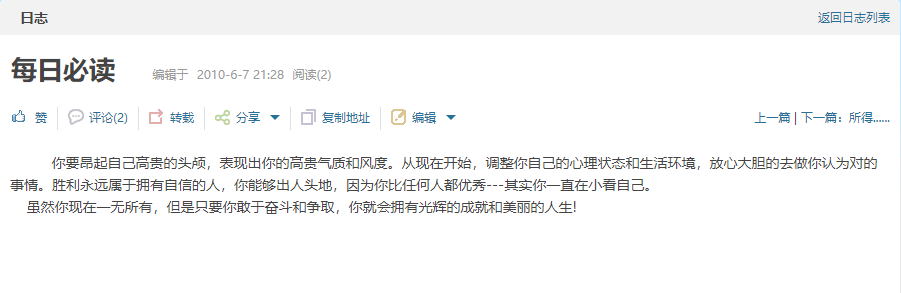 日志 返回日志列表
每日必读 编辑于 2010-6-7 21:28 阅读(2)
赞 评论(2) 转载 分享 复制地址 编辑 上一篇 | 下一篇：所得......
你要昂起自己高贵的头颅，表现出你的高贵气质和风度。从现在开始，调整你自己的心理状态和生活环境，放心大胆的去做你认为对的
事情。胜利永远属于拥有自信的人，你能够出人头地，因为你比任何人都优秀---其实你一直在小看自己。
虽然你现在一无所有，但是只要你敢于奋斗和争取，你就会拥有光辉的成就和美丽的人生!